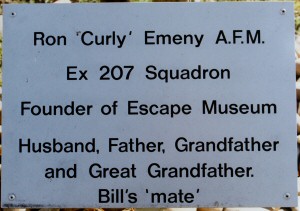 Ron 'Curly' Emeny A.F.M.
Ex 207 Squadron
Founder of Escape Museum
Husband, Father, Grandfather
and Great Grandfather.
Bill's 'mate'